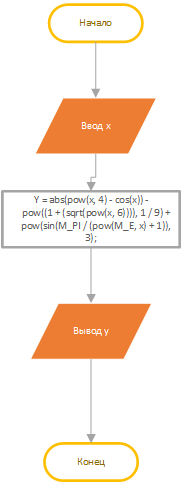 Начало
Ввод x
Y = abs(pow(x, 4) - cos(x)) -
pow((1 + (sqrt(pow(x, 6)))), 1 / 9) +
pow(sin(M_PI / (pow(M_E, x) + 1)),
3);
Вывод y
Конец